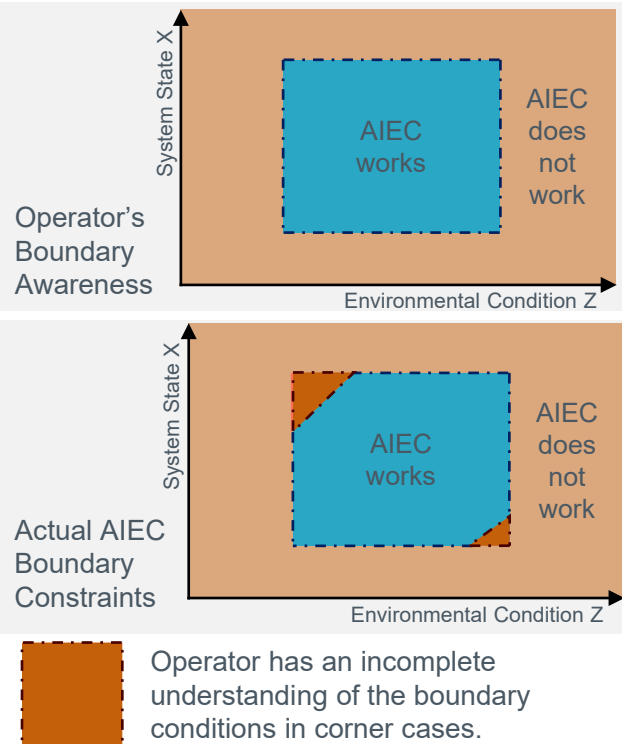 System State X
AIEC
works
AIEC
does
not
work
Operator’s
Boundary
Awareness
Environmental Condition Z
System State X
AIEC
works
AIEC
does
not
work
Actual AIEC
Boundary
Constraints
Environmental Condition Z
Operator has an incomplete
understanding of the boundary
conditions in corner cases.